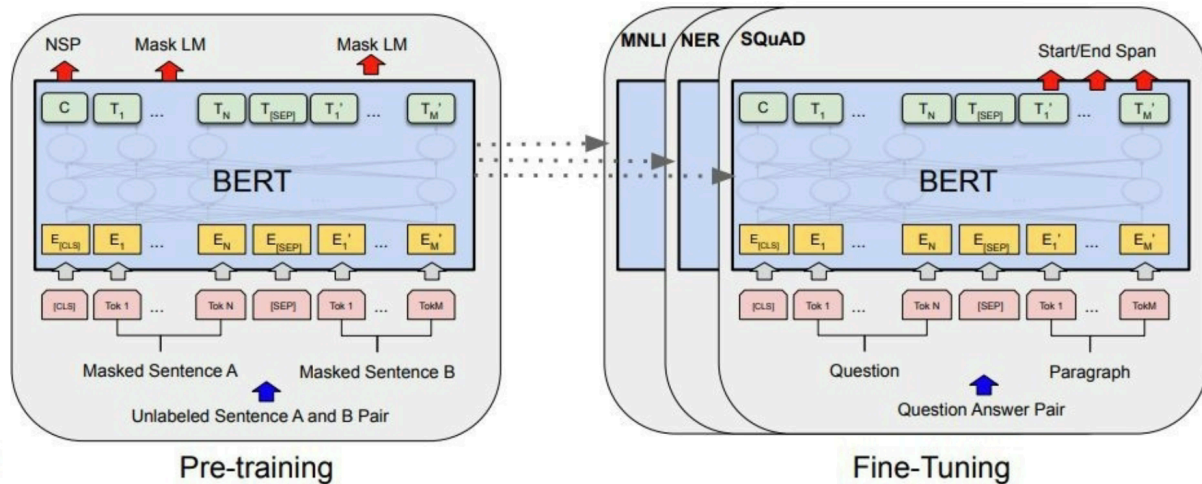 NSP Mask LM Mask LM
C T1 ... TN T[SEP] T1' ... TM'
BERT
E[CLS] E1 ... EN E[SEP] E1' ... EM'
[CLS] Tok 1 ... Tok N [SEP] Tok 1 ... TokM
Masked Sentence A Masked Sentence B
Unlabeled Sentence A and B Pair
Pre-training
MNLI NER SQuAD
Start/End Span
C T1 ... TN T[SEP] T1' ... TM'
BERT
E[CLS] E1 ... EN E[SEP] E1' ... EM'
[CLS] Tok 1 ... Tok N [SEP] Tok 1 ... TokM
Question Paragraph
Question Answer Pair
Fine-Tuning